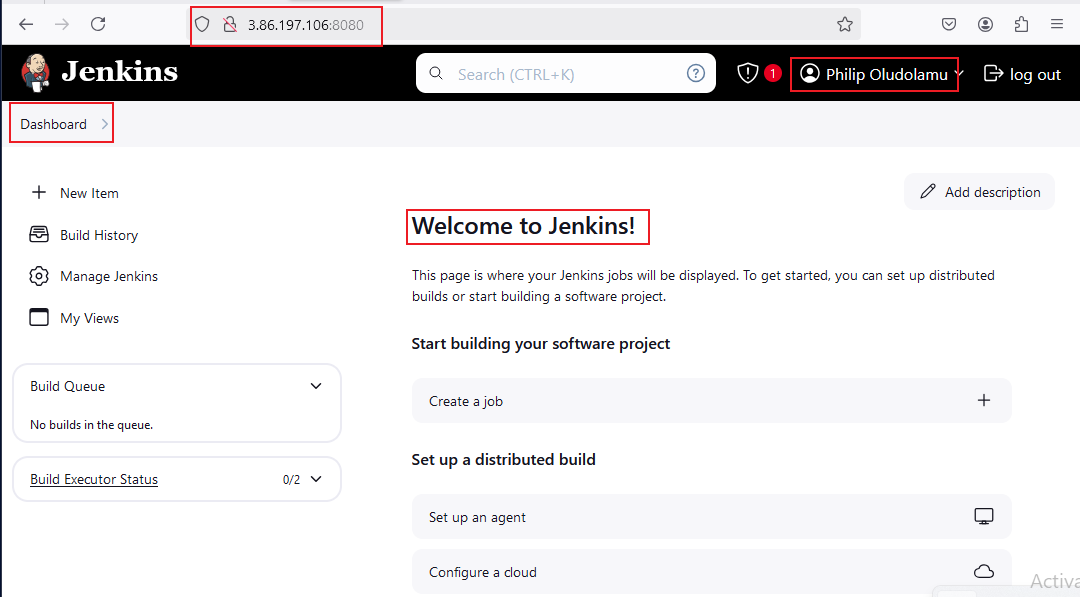 3.86.197.106:8080
Jenkins
Search (CTRL+K)
?
1
Philip Oludolamu
log out
Dashboard
New Item
Build History
Manage Jenkins
My Views
Build Queue
No builds in the queue.
Build Executor Status
0/2
Add description
Welcome to Jenkins!
This page is where your Jenkins jobs will be displayed. To get started, you can set up distributed
builds or start building a software project.
Start building your software project
Create a job
Set up a distributed build
Set up an agent
Configure a cloud
Activa